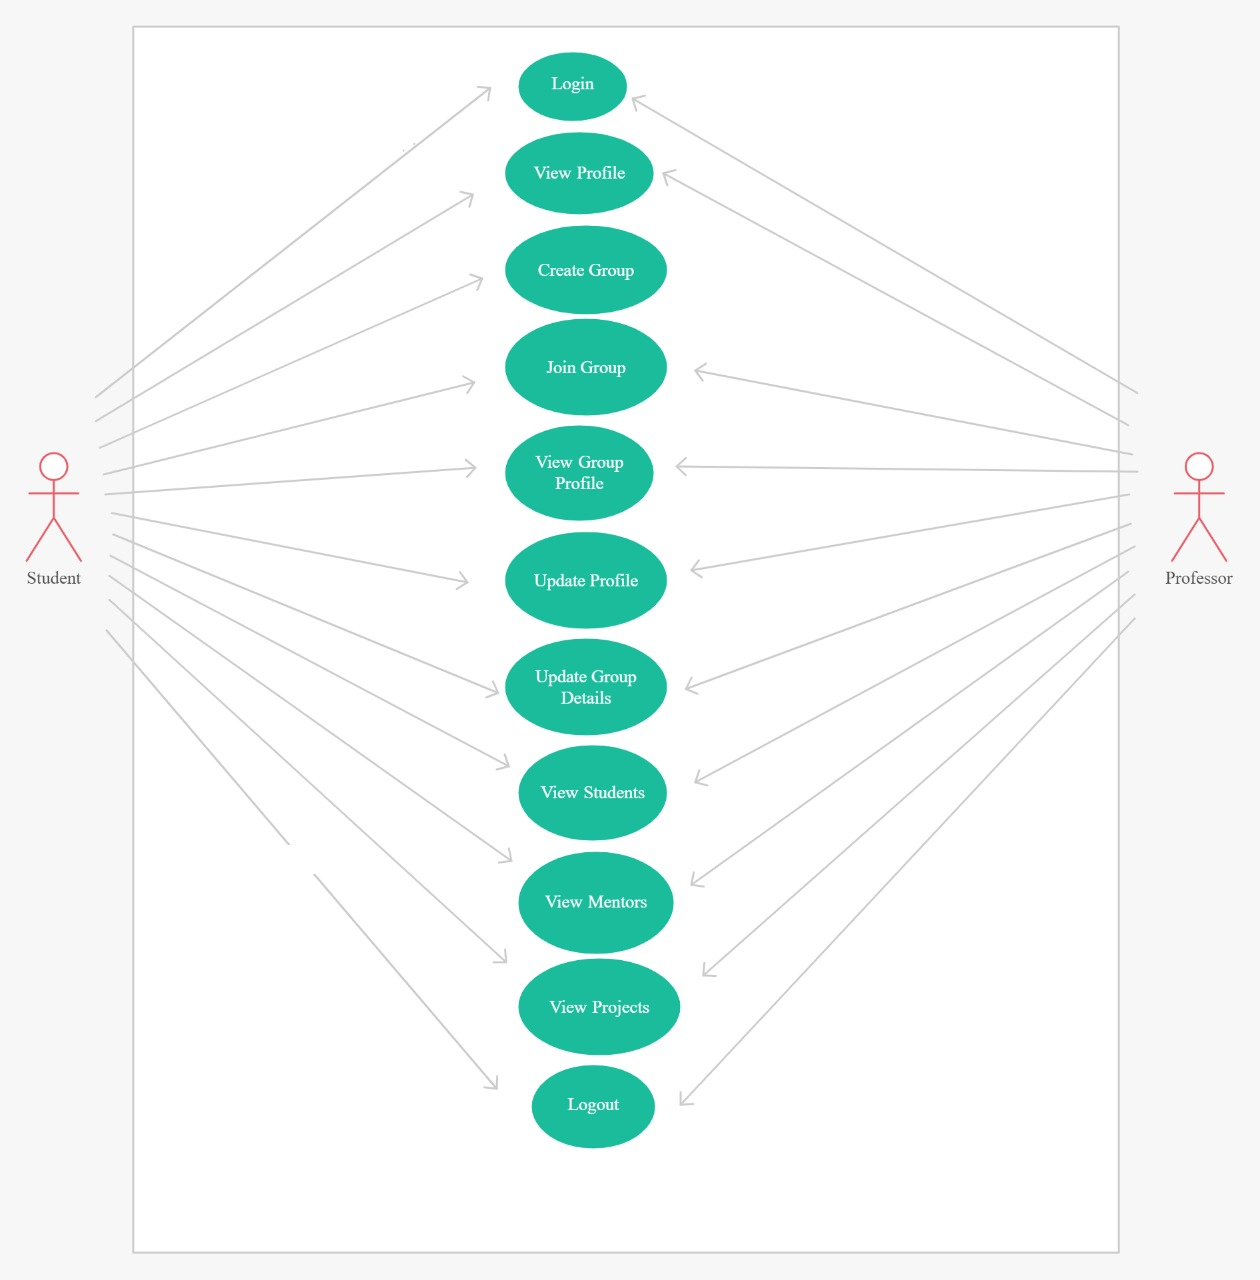 Login
View Profile
Create Group
Join Group
View Group
Profile
Student
Professor
Update Profile
Update Group
Details
View Students
View Mentors
View Projects
Logout